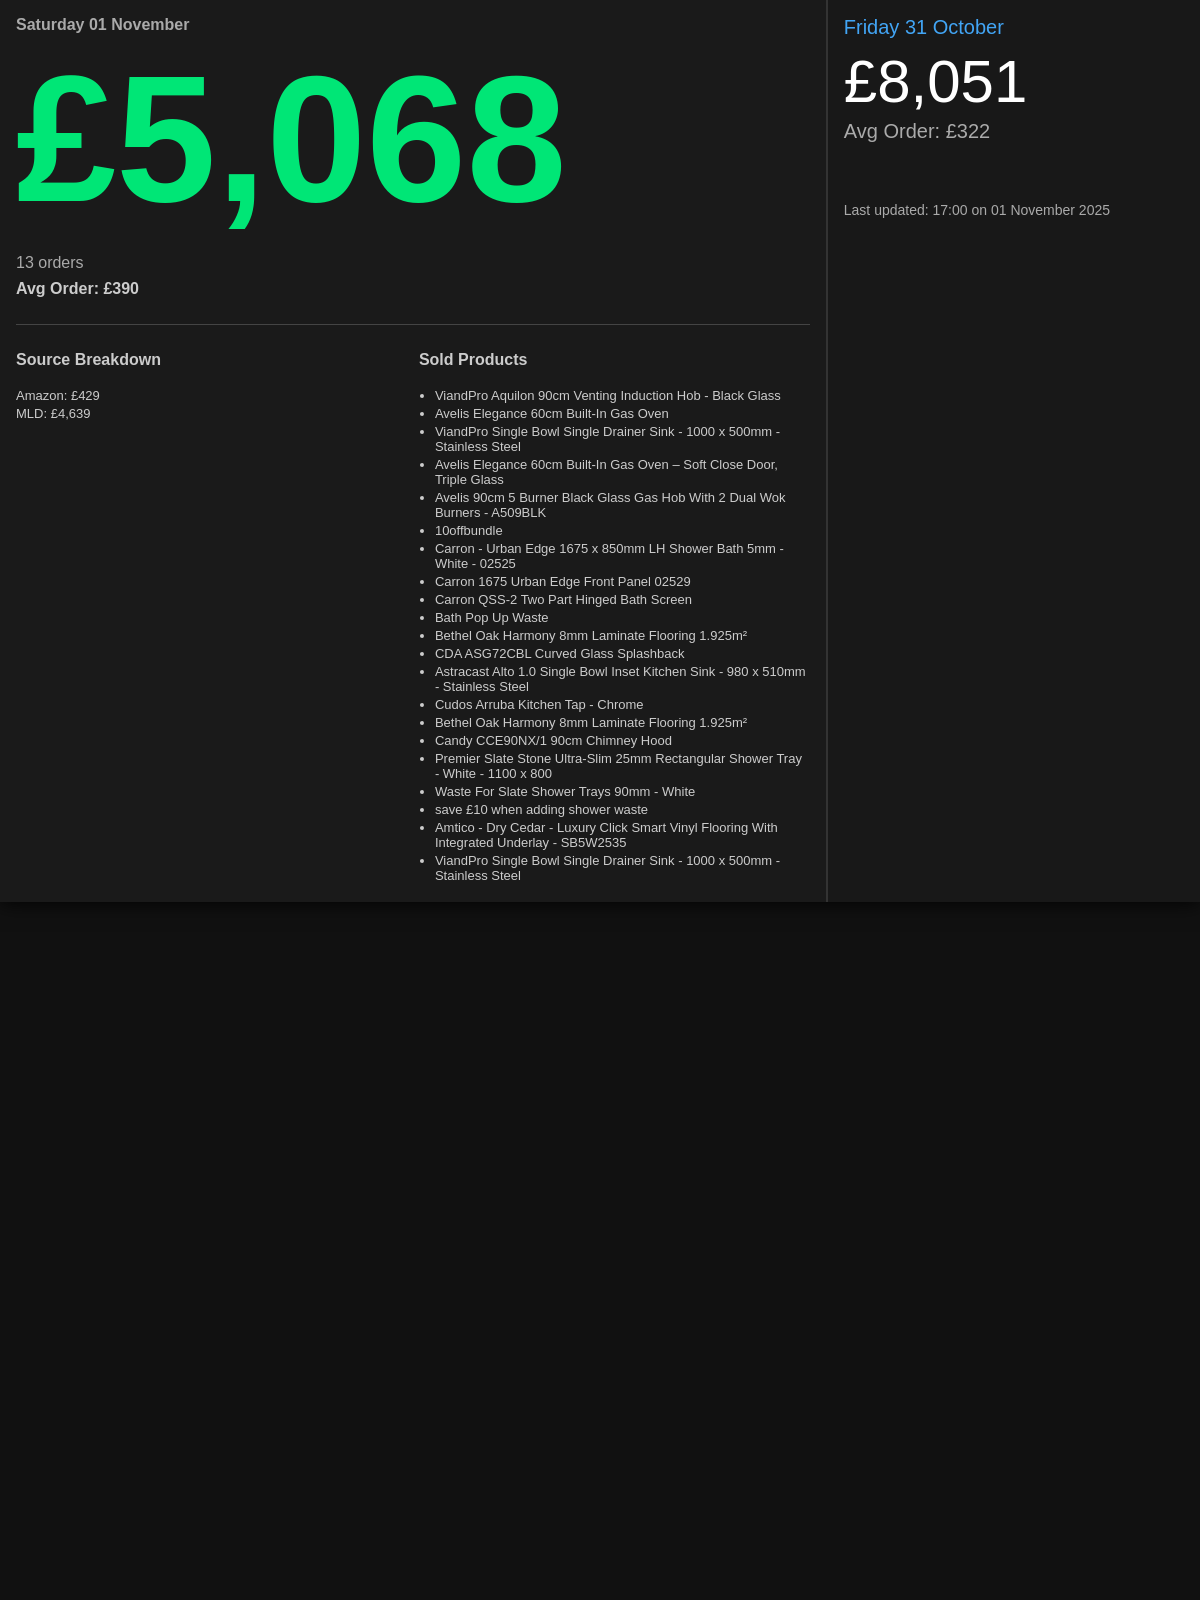 Saturday 01 November
£5,068
13 orders
Avg Order: £390
Source Breakdown
Amazon: £429
MLD: £4,639
Sold Products
• ViandPro Aquilon 90cm Venting Induction Hob - Black Glass
• Avelis Elegance 60cm Built-In Gas Oven
• ViandPro Single Bowl Single Drainer Sink - 1000 x 500mm -
Stainless Steel
• Avelis Elegance 60cm Built-In Gas Oven – Soft Close Door,
Triple Glass
• Avelis 90cm 5 Burner Black Glass Gas Hob With 2 Dual Wok
Burners - A509BLK
• 10offbundle
• Carron - Urban Edge 1675 x 850mm LH Shower Bath 5mm -
White - 02525
• Carron 1675 Urban Edge Front Panel 02529
• Carron QSS-2 Two Part Hinged Bath Screen
• Bath Pop Up Waste
• Bethel Oak Harmony 8mm Laminate Flooring 1.925m²
• CDA ASG72CBL Curved Glass Splashback
• Astracast Alto 1.0 Single Bowl Inset Kitchen Sink - 980 x 510mm
- Stainless Steel
• Cudos Arruba Kitchen Tap - Chrome
• Bethel Oak Harmony 8mm Laminate Flooring 1.925m²
• Candy CCE90NX/1 90cm Chimney Hood
• Premier Slate Stone Ultra-Slim 25mm Rectangular Shower Tray
- White - 1100 x 800
• Waste For Slate Shower Trays 90mm - White
• save £10 when adding shower waste
• Amtico - Dry Cedar - Luxury Click Smart Vinyl Flooring With
Integrated Underlay - SB5W2535
• ViandPro Single Bowl Single Drainer Sink - 1000 x 500mm -
Stainless Steel
Friday 31 October
£8,051
Avg Order: £322
Last updated: 17:00 on 01 November 2025